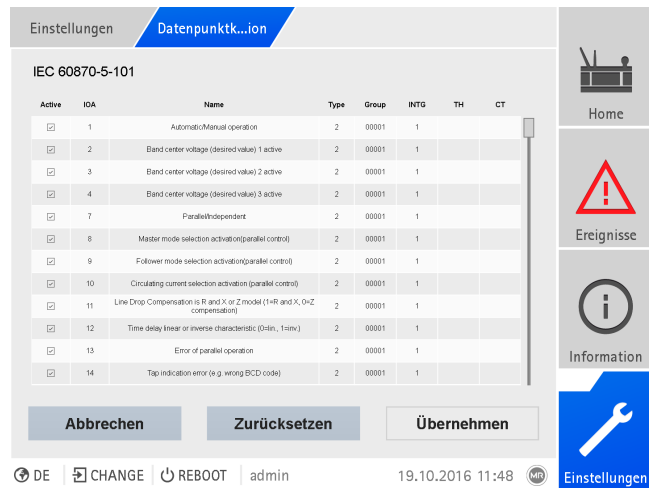 Einstellungen
Datenpunktk...ion
IEC 60870-5-101
Active IOA Name Type Group INTG TH CT
1 Automatic/Manual operation 2 00001 1
2 Band center voltage (desired value) 1 active 2 00001 1
3 Band center voltage (desired value) 2 active 2 00001 1
4 Band center voltage (desired value) 3 active 2 00001 1
7 Parallel/Independent 2 00001 1
8 Master mode selection activation(parallel control) 2 00001 1
9 Follower mode selection activation(parallel control) 2 00001 1
10 Circulating current selection activation (parallel control) 2 00001 1
11 Line Drop Compensation is R and X or Z model (1=R and X, 0=Z compensation) 2 00001 1
12 Time delay linear or inverse characteristic (0=lin., 1=inv.) 2 00001 1
13 Error of parallel operation 2 00001 1
14 Tap indication error (e.g. wrong BCD code) 2 00001 1
Abbrechen
Zurücksetzen
Übernehmen
DE
CHANGE
REBOOT
admin
19.10.2016 11:48
MR
Home
Ereignisse
Information
Einstellungen